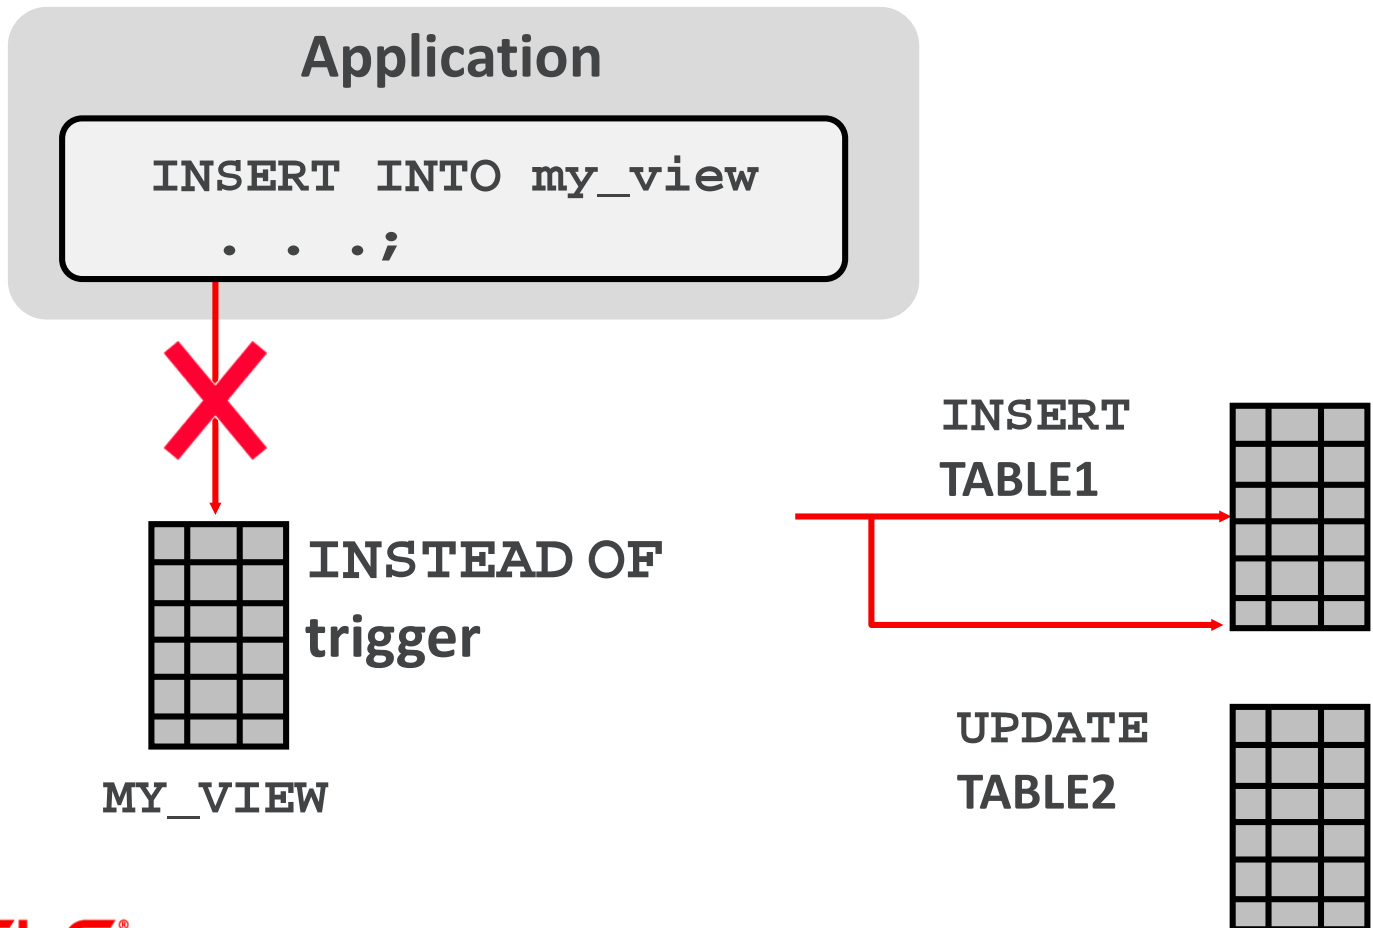 Application
INSERT INTO my_view
. . .;
INSTEAD OF
trigger
MY_VIEW
INSERT
TABLE1
UPDATE
TABLE2